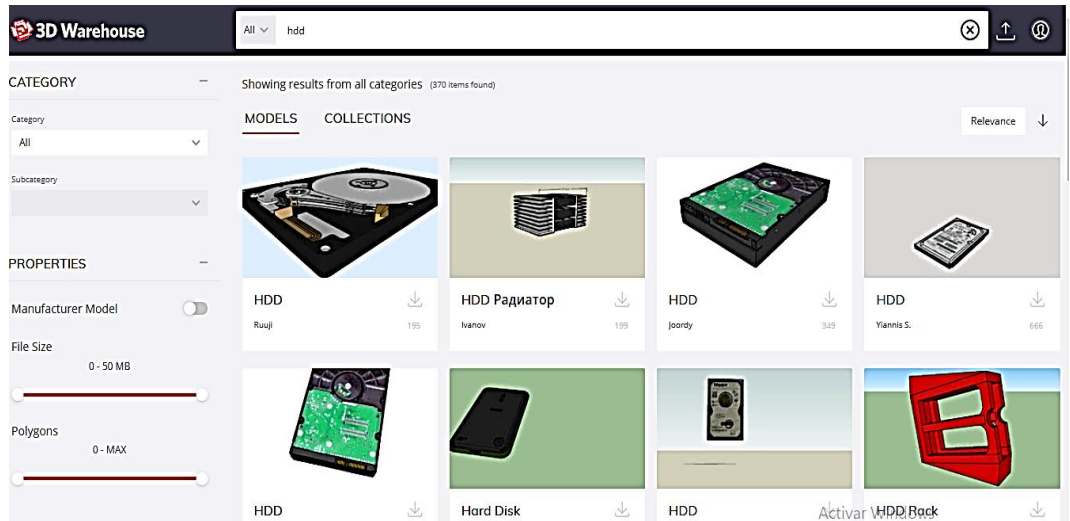 3D Warehouse
All
hdd
CATEGORY
Category
All
Subcategory
PROPERTIES
Manufacturer Model
File Size
0 - 50 MB
Polygons
0 - MAX
Showing results from all categories (370 items found)
MODELS COLLECTIONS
Relevance
HDD
Ruuji 195
HDD Радиатор
Ivanov 199
HDD
Joordy 349
HDD
Yiannis S. 666
HDD
Hard Disk
HDD
HDD Rack
Activar Windows